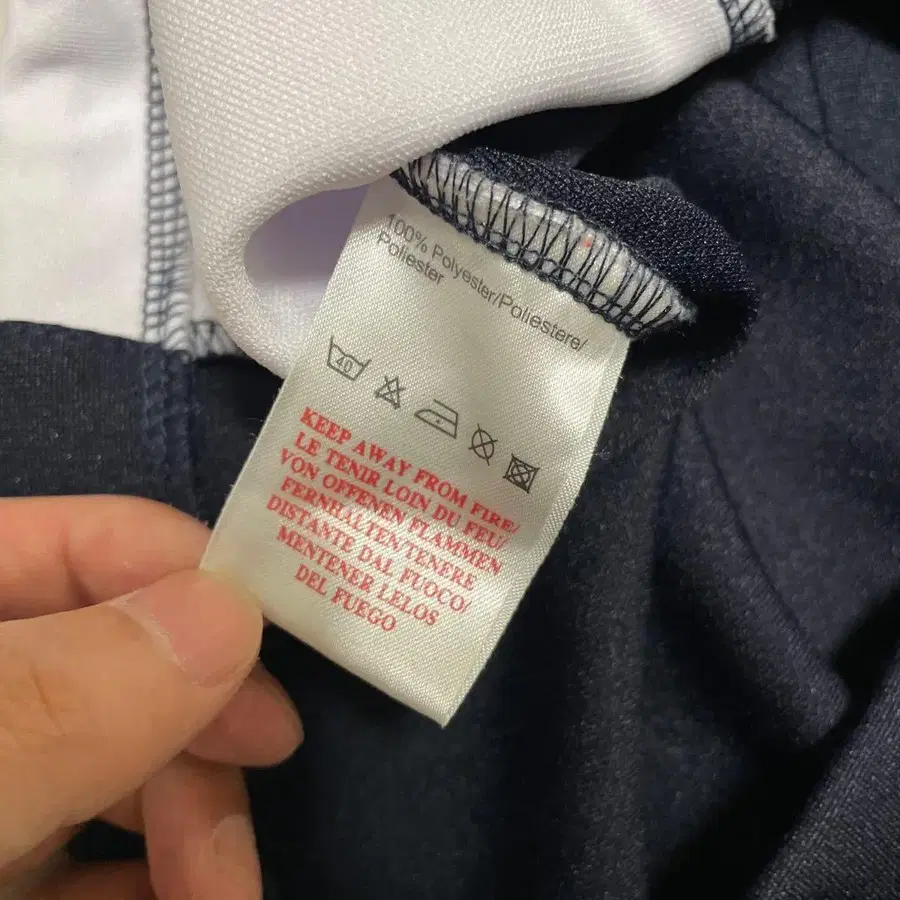 100% Polyester/Poliestere/
Poliester
40
KEEP AWAY FROM FIRE/
LE TENIR LOIN DU FEU/
VON OFFENEN FLAMMEN
FERNHALTEN/TENERE
DISTANTE DAL FUOCO/
MENTENER LELOS
DEL FUEGO